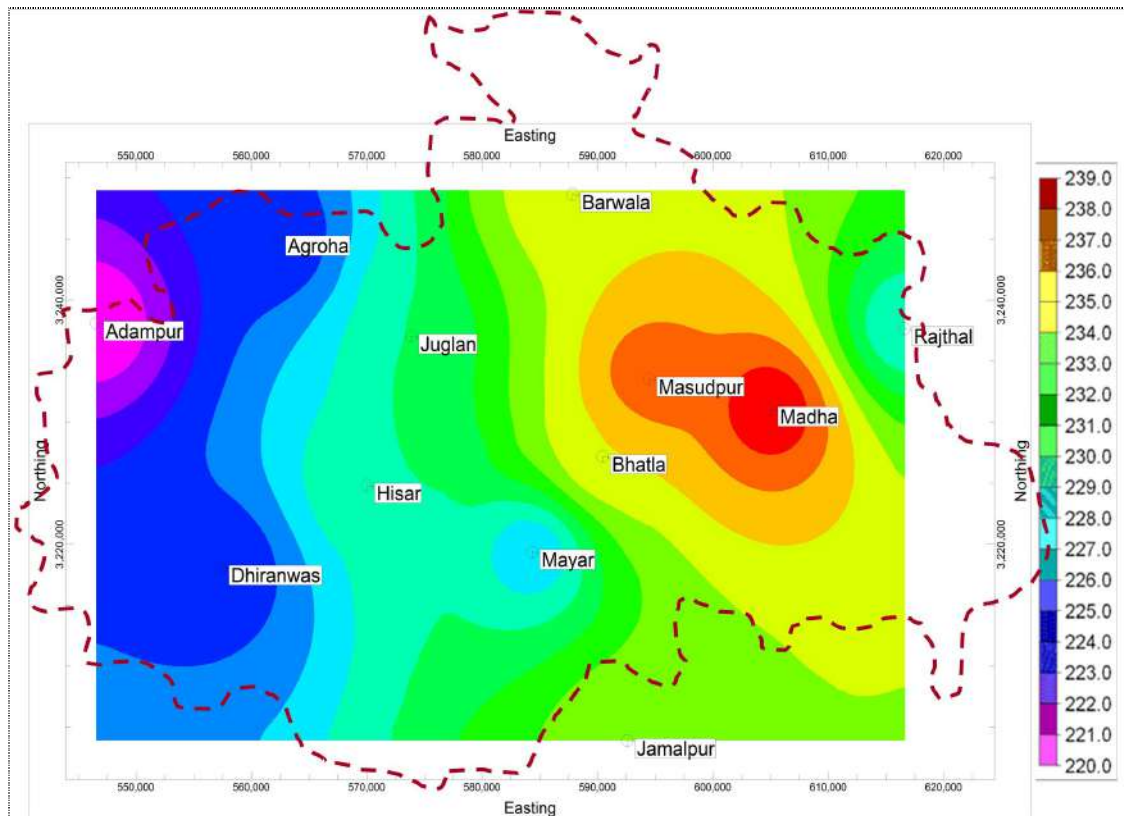 Easting
550,000 560,000 570,000 580,000 590,000 600,000 610,000 620,000
Barwala
Agroha
3,240,000 3,240,000
Adampur
Juglan
Rajthal
Masudpur
Madha
Bhatla
Northing
Northing
Hisar
3,220,000 3,220,000
Mayar
Dhiranwas
Jamalpur
550,000 560,000 570,000 580,000 590,000 600,000 610,000 620,000
Easting
239.0
238.0
237.0
236.0
235.0
234.0
233.0
232.0
231.0
230.0
229.0
228.0
227.0
226.0
225.0
224.0
223.0
222.0
221.0
220.0